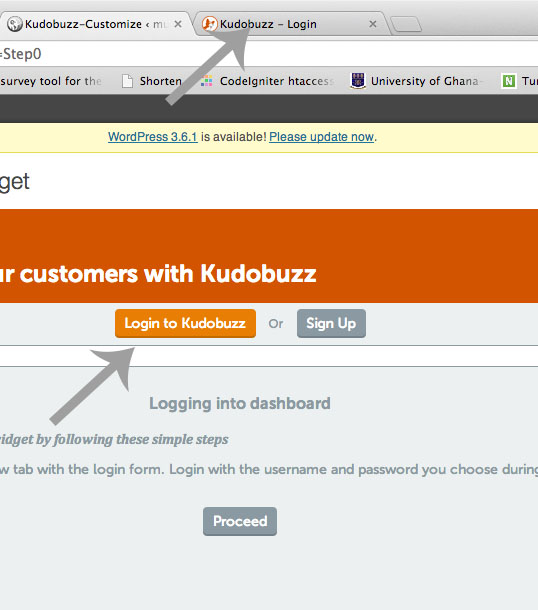 Kudobuzz-Customize ‹ mu
Kudobuzz – Login
=Step0
survey tool for the
Shorten
CodeIgniter htaccess
University of Ghana-
N Tun
WordPress 3.6.1 is available! Please update now.
get
ur customers with Kudobuzz
Login to Kudobuzz Or Sign Up
Logging into dashboard
idget by following these simple steps
w tab with the login form. Login with the username and password you choose during
Proceed